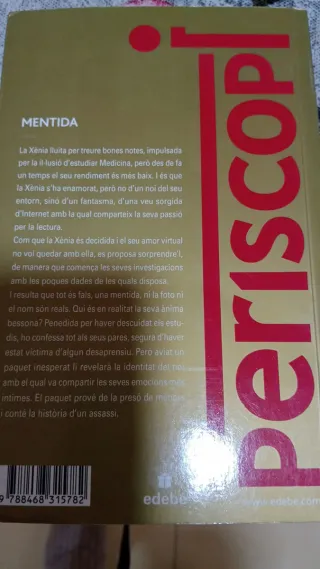 MENTIDA
La Xènia lluita per treure bones notes, impulsada
per la il·lusió d'estudiar Medicina, però des de fa
un temps el seu rendiment és més baix. I és que
la Xènia s'ha enamorat, però no d'un noi del seu
entorn, sinó d'un fantasma, d'una veu sorgida
d'Internet amb la qual comparteix la seva passió
per la lectura.
Com que la Xènia és decidida i el seu amor virtual
no vol quedar amb ella, es proposa sorprendre'l,
de manera que comença les seves investigacions
amb les poques dades de les quals disposa.
I resulta que tot és fals, una mentida, ni la foto ni
el nom són reals. Qui és en realitat la seva ànima
bessona? Penedida per haver descuidat els estu-
dis, ho confessa tot als seus pares, segura d'haver
estat víctima d'algun desaprensiu. Però aviat un
paquet inesperat li revelarà la identitat del noi
amb el qual va compartir les seves emocions més
íntimes. El paquet prové de la presó de menors
i conté la història d'un assassí.
periscopi
9 788468 315782
edebé
www.edebe.com